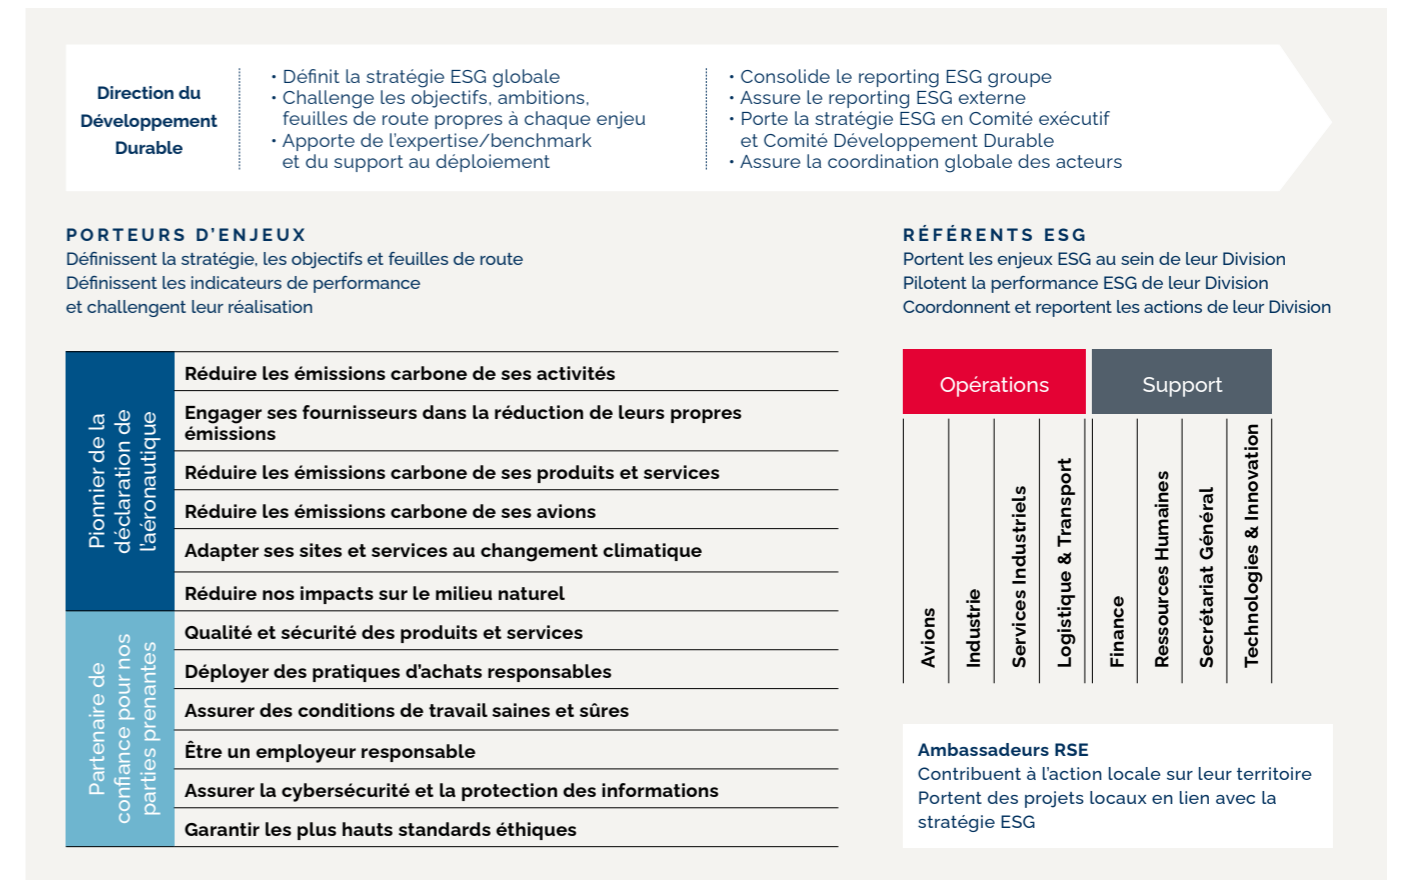 Direction du
Développement
Durable
• Définit la stratégie ESG globale
• Challenge les objectifs, ambitions,
feuilles de route propres à chaque enjeu
• Apporte de l'expertise/benchmark
et du support au déploiement
• Consolide le reporting ESG groupe
• Assure le reporting ESG externe
• Porte la stratégie ESG en Comité exécutif
et Comité Développement Durable
• Assure la coordination globale des acteurs
PORTEURS D'ENJEUX
Définissent la stratégie, les objectifs et feuilles de route
Définissent les indicateurs de performance
et challengent leur réalisation
Pionnier de la
déclaration de
l'aéronautique
Réduire les émissions carbone de ses activités
Engager ses fournisseurs dans la réduction de leurs propres
émissions
Réduire les émissions carbone de ses produits et services
Réduire les émissions carbone de ses avions
Adapter ses sites et services au changement climatique
Réduire nos impacts sur le milieu naturel
Partenaire de
confiance pour nos
parties prenantes
Qualité et sécurité des produits et services
Déployer des pratiques d'achats responsables
Assurer des conditions de travail saines et sûres
Être un employeur responsable
Assurer la cybersécurité et la protection des informations
Garantir les plus hauts standards éthiques
RÉFÉRENTS ESG
Portent les enjeux ESG au sein de leur Division
Pilotent la performance ESG de leur Division
Coordonnent et reportent les actions de leur Division
Opérations
Support
Avions
Industrie
Services Industriels
Logistique & Transport
Finance
Ressources Humaines
Secrétariat Général
Technologies & Innovation
Ambassadeurs RSE
Contribuent à l'action locale sur leur territoire
Portent des projets locaux en lien avec la
stratégie ESG